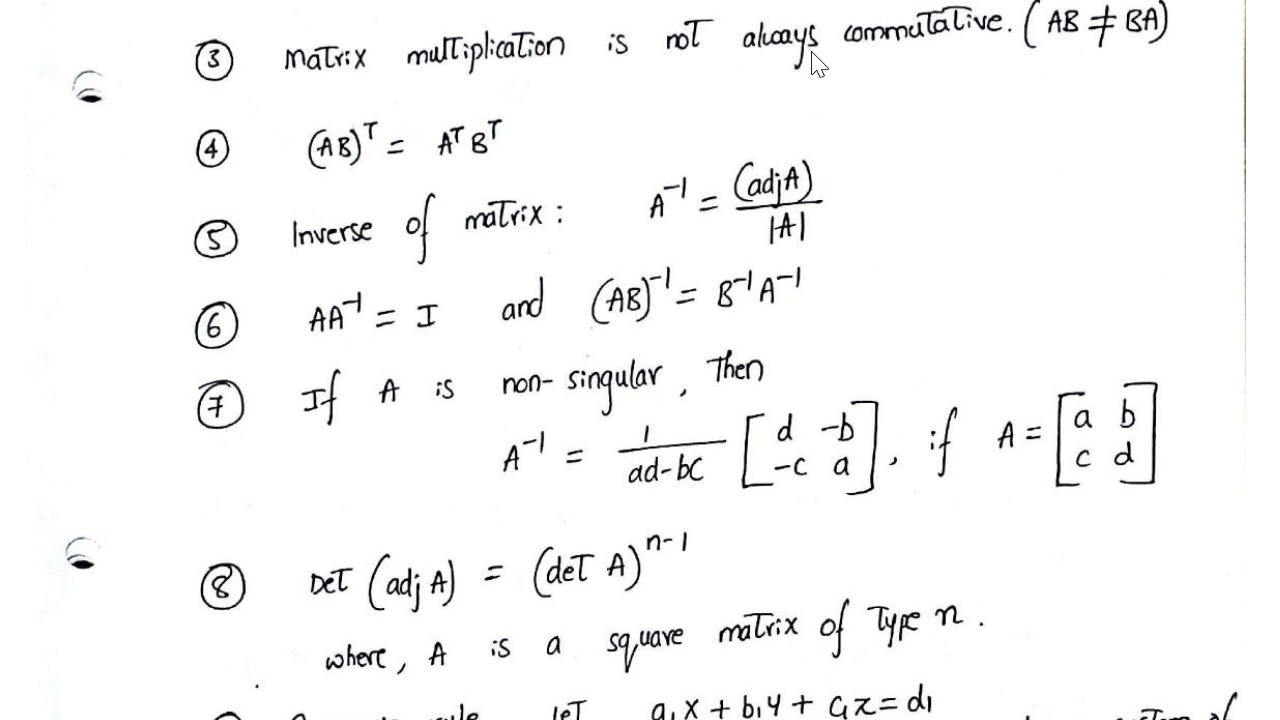 ③ Matrix multiplication is not always commutative. (AB ≠ BA)
④ (AB)ᵀ = AᵀBᵀ
⑤ Inverse of matrix: A⁻¹ = (adjA)/|A|
⑥ AA⁻¹ = I and (AB)⁻¹ = B⁻¹A⁻¹
⑦ If A is non-singular, Then
A⁻¹ = 1/(ad-bc) [d -b; -c a], if A = [a b; c d]
⑧ Det (adj A) = (det A)ⁿ⁻¹
where, A is a square matrix of Type n.
rule let a₁x + b₁y + c₁z = d₁ of